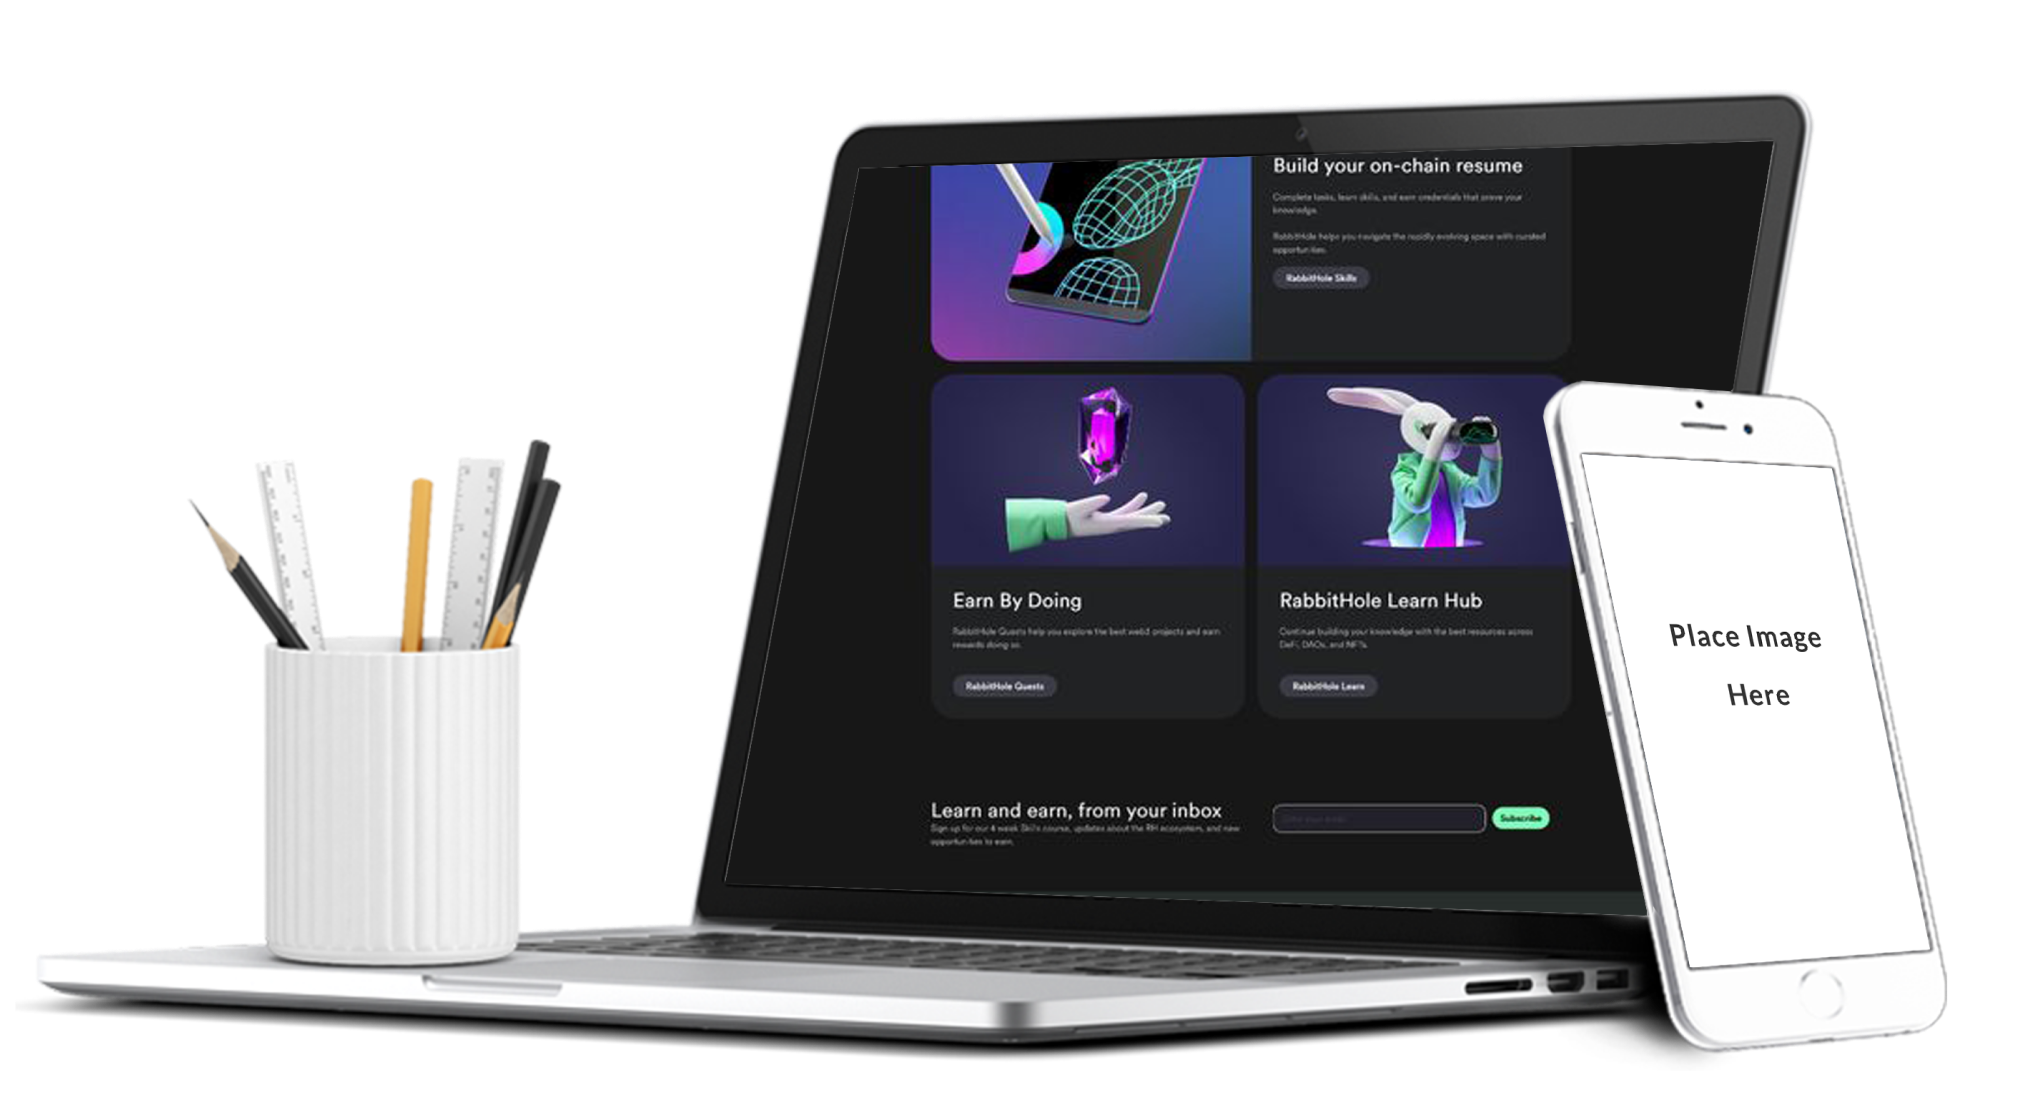 Build your on-chain resume
Complete tasks, learn skills, and earn credentials that prove your
knowledge.
RabbitHole helps you navigate the rapidly evolving space with curated
opportunities.
RabbitHole Skills
Earn By Doing
RabbitHole Quests help you explore the best web3 projects and earn
rewards doing so.
RabbitHole Quests
RabbitHole Learn Hub
Continue building your knowledge with the best resources across
DeFi, DAOs, and NFTs.
RabbitHole Learn
Learn and earn, from your inbox
Sign up for our 4 week Skills course, updates about the RH ecosystem, and new
opportunities to earn.
Enter your email
Subscribe
Place Image
Here